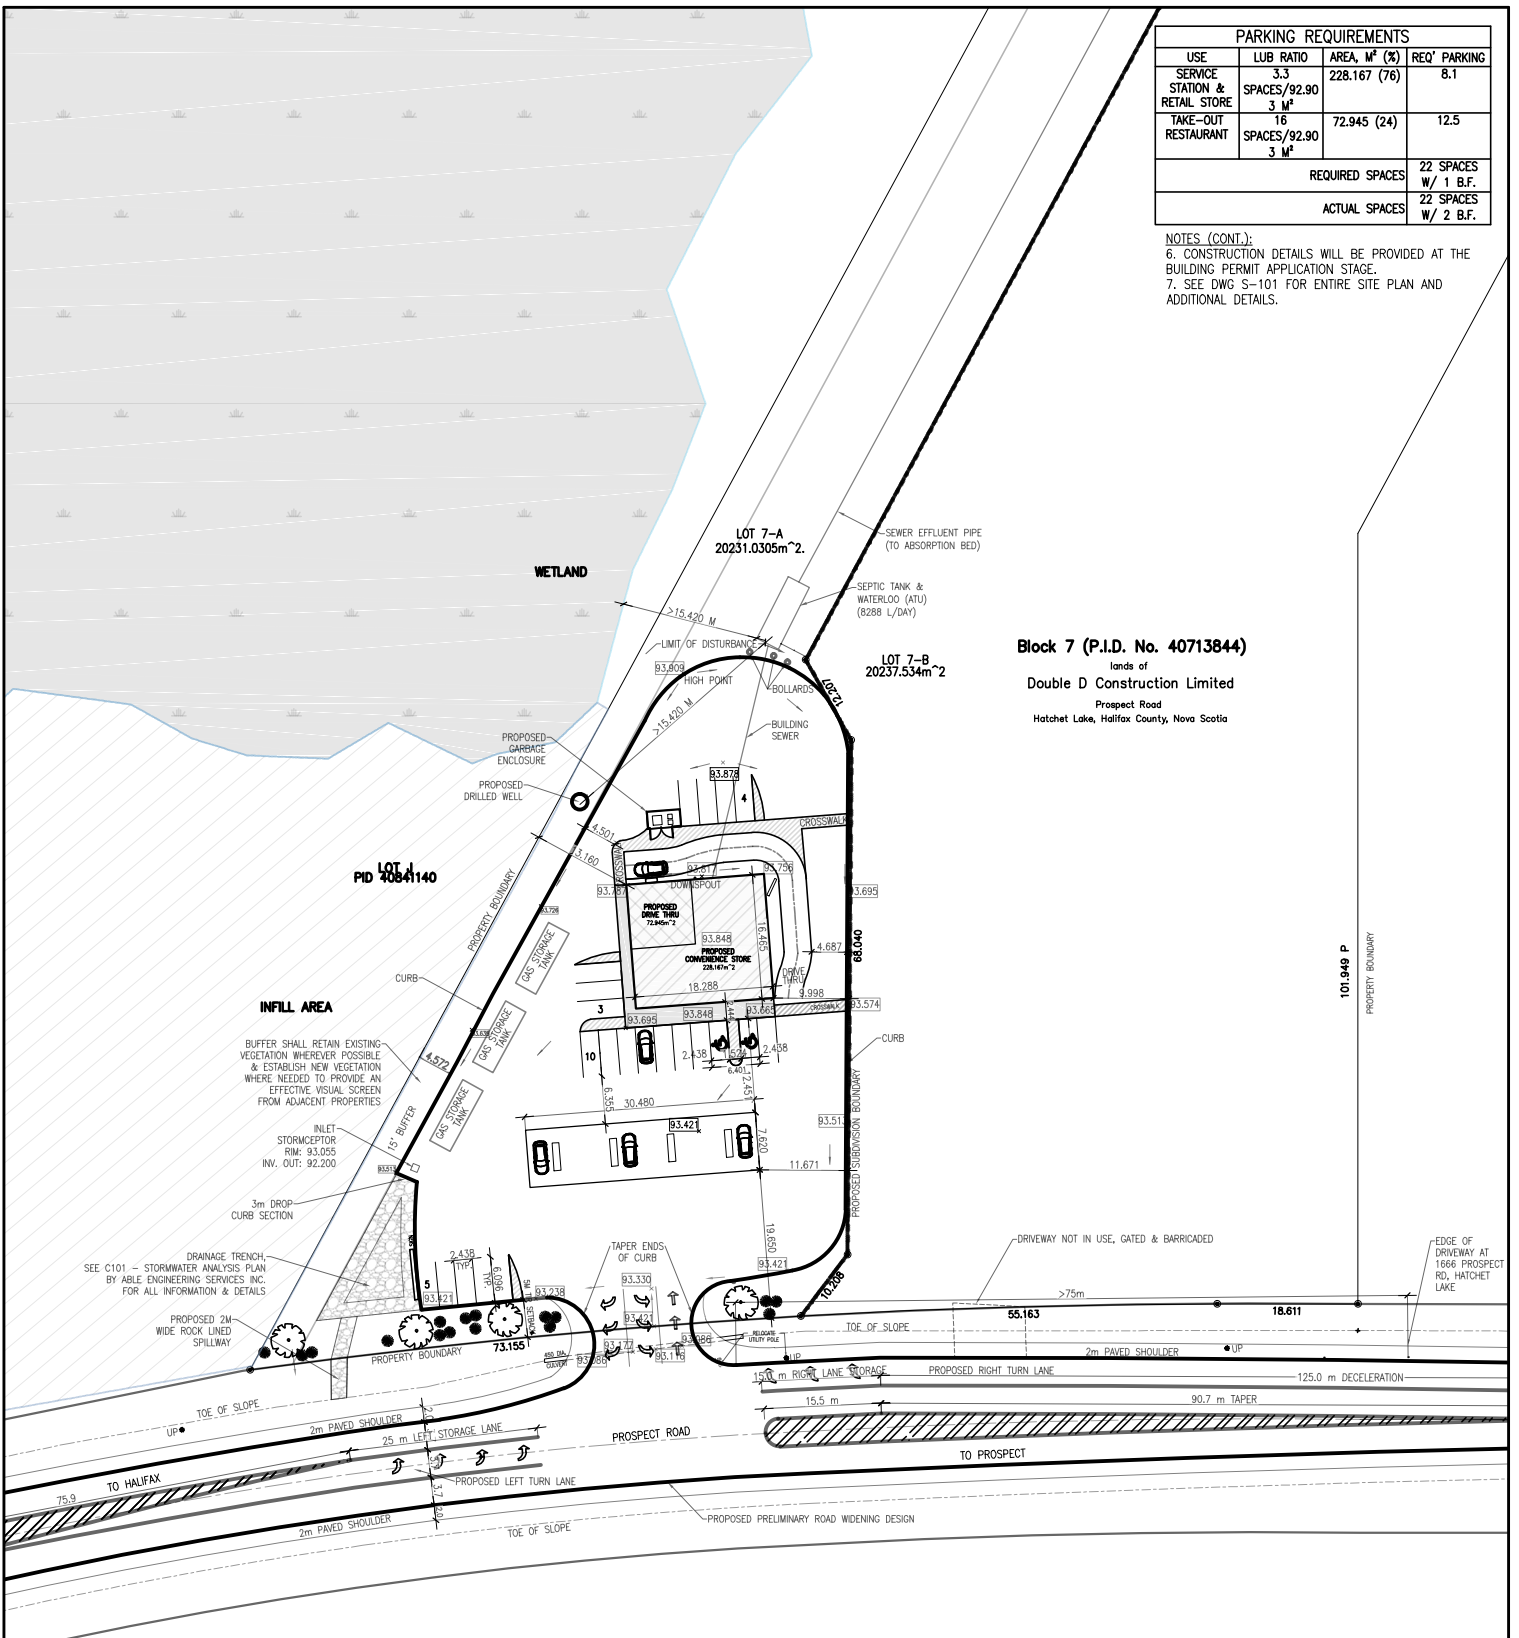 PARKING REQUIREMENTS
USE LUB RATIO AREA, M² (%) REQ' PARKING
SERVICE STATION & RETAIL STORE 3.3 SPACES/92.90 3 M² 228.167 (76) 8.1
TAKE-OUT RESTAURANT 16 SPACES/92.90 3 M² 72.945 (24) 12.5
REQUIRED SPACES 22 SPACES W/ 1 B.F.
ACTUAL SPACES 22 SPACES W/ 2 B.F.
NOTES (CONT.):
6. CONSTRUCTION DETAILS WILL BE PROVIDED AT THE
BUILDING PERMIT APPLICATION STAGE.
7. SEE DWG S-101 FOR ENTIRE SITE PLAN AND
ADDITIONAL DETAILS.
LOT 7-A
20231.0305m^2.
SEWER EFFLUENT PIPE
(TO ABSORPTION BED)
WETLAND
SEPTIC TANK &
WATERLOO (ATU)
(8288 L/DAY)
>15.420 M
LIMIT OF DISTURBANCE
93.909
HIGH POINT
LOT 7-B
20237.534m^2
BOLLARDS
12.207
>15.420 M
BUILDING
SEWER
Block 7 (P.I.D. No. 40713844)
lands of
Double D Construction Limited
Prospect Road
Hatchet Lake, Halifax County, Nova Scotia
PROPOSED
GARBAGE
ENCLOSURE
PROPOSED
DRILLED WELL
93.878
4
CROSSWALK
4.501
13.160
CROSSWALK
LOT J
PID 40841140
PROPERTY BOUNDARY
93.817
93.756
DOWNSPOUT
93.787
93.695
PROPOSED
DRIVE THRU
72.945m^2
93.726
93.848
PROPOSED
CONVENIENCE STORE
228.167m^2
16.465
4.687
68.040
GAS STORAGE
TANK
DRIVE
THRU
18.288
9.998
CURB
101.949 P
PROPERTY BOUNDARY
INFILL AREA
3
93.695
93.848
2.444
93.665
CROSSWALK
93.574
GAS STORAGE
TANK
CURB
BUFFER SHALL RETAIN EXISTING
VEGETATION WHEREVER POSSIBLE
& ESTABLISH NEW VEGETATION
WHERE NEEDED TO PROVIDE AN
EFFECTIVE VISUAL SCREEN
FROM ADJACENT PROPERTIES
4.572
10
2.438
1.524
2.438
6.401
6.355
12.451
30.480
GAS STORAGE
TANK
15' BUFFER
93.421
7.620
93.513
PROPOSED SUBDIVISION BOUNDARY
INLET
STORMCEPTOR
RIM: 93.055
INV. OUT: 92.200
93.513
11.671
3m DROP
CURB SECTION
19.650
DRAINAGE TRENCH,
SEE C101 - STORMWATER ANALYSIS PLAN
BY ABLE ENGINEERING SERVICES INC.
FOR ALL INFORMATION & DETAILS
TAPER ENDS
OF CURB
DRIVEWAY NOT IN USE, GATED & BARRICADED
EDGE OF
DRIVEWAY AT
1666 PROSPECT
RD, HATCHET
LAKE
2.438
TYP.
6.096
TYP
5
93.421
93.238
93.330
93.421
10.208
>75m
PROPOSED 2M
WIDE ROCK LINED
SPILLWAY
93.421
55.163
18.611
TOE OF SLOPE
PROPERTY BOUNDARY
73.155
450 DIA.
CULVERT
93.086
93.177
93.116
93.086
RELOCATE
UTILITY POLE
UP
UP
2m PAVED SHOULDER
15.0 m RIGHT LANE STORAGE
PROPOSED RIGHT TURN LANE
125.0 m DECELERATION
15.5 m
90.7 m TAPER
TOE OF SLOPE
UP
2m PAVED SHOULDER
2.0
25 m LEFT STORAGE LANE
PROSPECT ROAD
TO PROSPECT
TO HALIFAX
PROPOSED LEFT TURN LANE
75.9
3.7
2.0
2m PAVED SHOULDER
TOE OF SLOPE
PROPOSED PRELIMINARY ROAD WIDENING DESIGN